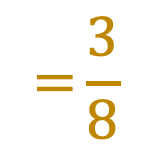 = 3/8